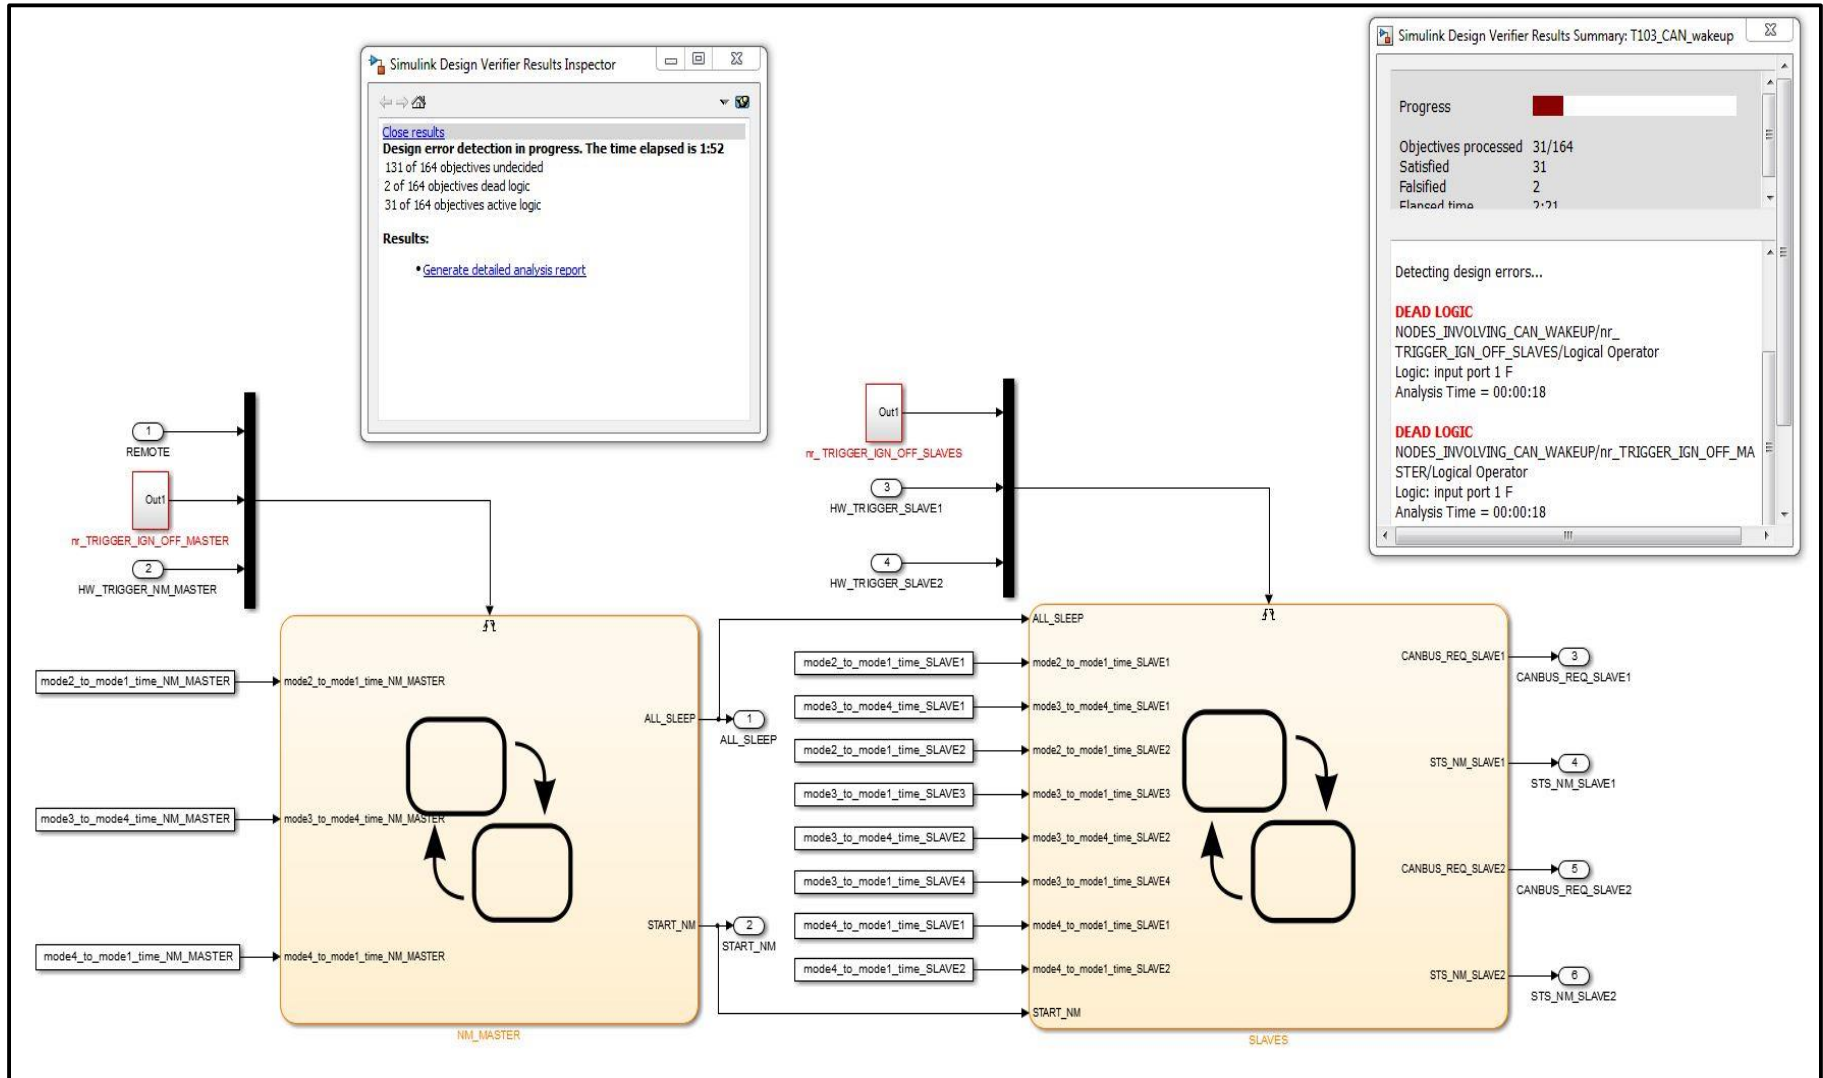 Simulink Design Verifier Results Inspector
Close results
Design error detection in progress. The time elapsed is 1:52
131 of 164 objectives undecided
2 of 164 objectives dead logic
31 of 164 objectives active logic
Results:
• Generate detailed analysis report
Simulink Design Verifier Results Summary: T103_CAN_wakeup
Progress
Objectives processed 31/164
Satisfied 31
Falsified 2
Elapsed time 2:21
Detecting design errors...
DEAD LOGIC
NODES_INVOLVING_CAN_WAKEUP/nr_
TRIGGER_IGN_OFF_SLAVES/Logical Operator
Logic: input port 1 F
Analysis Time = 00:00:18
DEAD LOGIC
NODES_INVOLVING_CAN_WAKEUP/nr_TRIGGER_IGN_OFF_MA
STER/Logical Operator
Logic: input port 1 F
Analysis Time = 00:00:18
1
REMOTE
Out1
nr_TRIGGER_IGN_OFF_MASTER
2
HW_TRIGGER_NM_MASTER
Out1
nr_ TRIGGER_IGN_OFF_SLAVES
3
HW_TRIGGER_SLAVE1
4
HW_TRIGGER_SLAVE2
mode2_to_mode1_time_NM_MASTER
mode3_to_mode4_time_NM_MASTER
mode4_to_mode1_time_NM_MASTER
mode2_to_mode1_time_NM_MASTER
mode3_to_mode4_time_NM_MASTER
mode4_to_mode1_time_NM_MASTER
ALL_SLEEP
START_NM
NM_MASTER
1
ALL_SLEEP
2
START_NM
mode2_to_mode1_time_SLAVE1
mode3_to_mode4_time_SLAVE1
mode2_to_mode1_time_SLAVE2
mode3_to_mode1_time_SLAVE3
mode3_to_mode4_time_SLAVE2
mode3_to_mode1_time_SLAVE4
mode4_to_mode1_time_SLAVE1
mode4_to_mode1_time_SLAVE2
ALL_SLEEP
mode2_to_mode1_time_SLAVE1
mode3_to_mode4_time_SLAVE1
mode2_to_mode1_time_SLAVE2
mode3_to_mode1_time_SLAVE3
mode3_to_mode4_time_SLAVE2
mode3_to_mode1_time_SLAVE4
mode4_to_mode1_time_SLAVE1
mode4_to_mode1_time_SLAVE2
START_NM
CANBUS_REQ_SLAVE1
STS_NM_SLAVE1
CANBUS_REQ_SLAVE2
STS_NM_SLAVE2
SLAVES
3
CANBUS_REQ_SLAVE1
4
STS_NM_SLAVE1
5
CANBUS_REQ_SLAVE2
6
STS_NM_SLAVE2